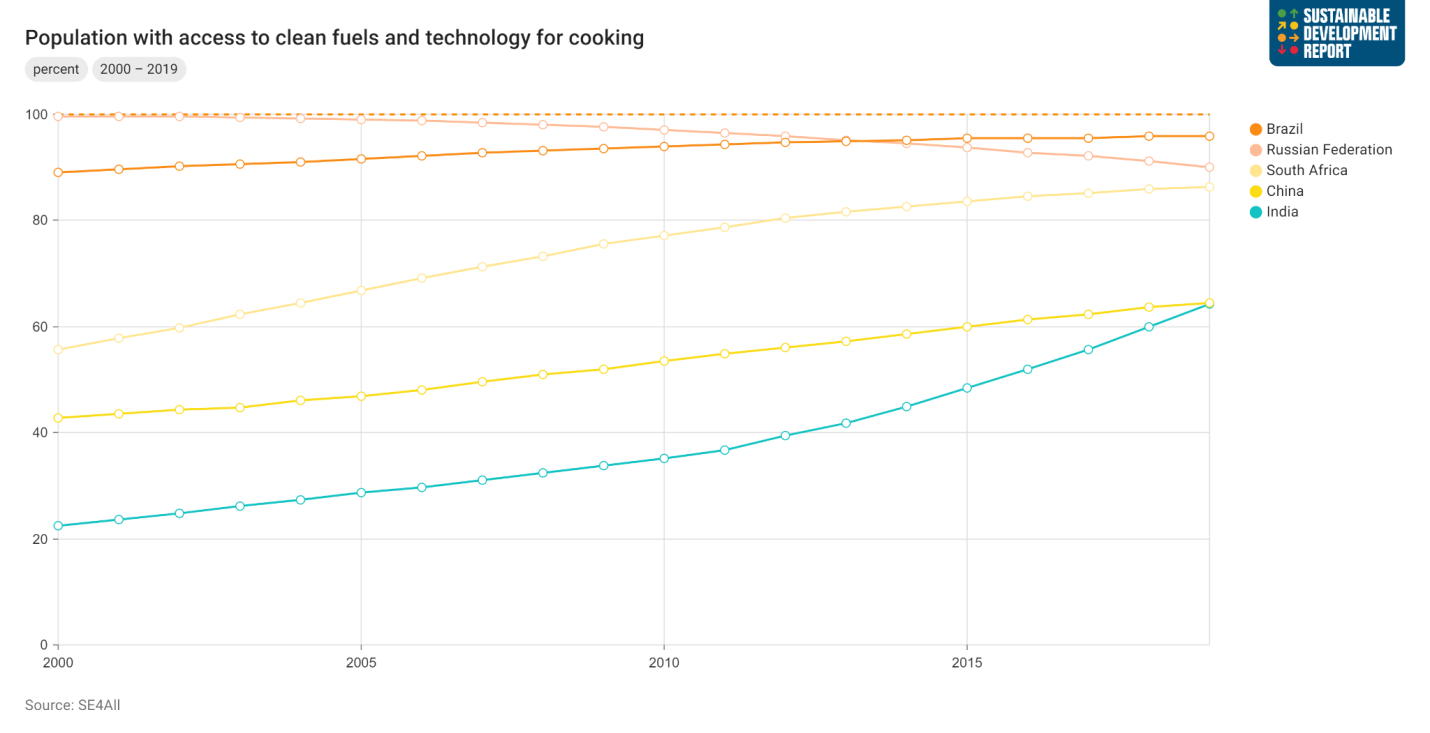 SUSTAINABLE
DEVELOPMENT
REPORT
Population with access to clean fuels and technology for cooking
percent 2000 – 2019
100
80
60
40
20
0
2000 2005 2010 2015
Brazil
Russian Federation
South Africa
China
India
Source: SE4All